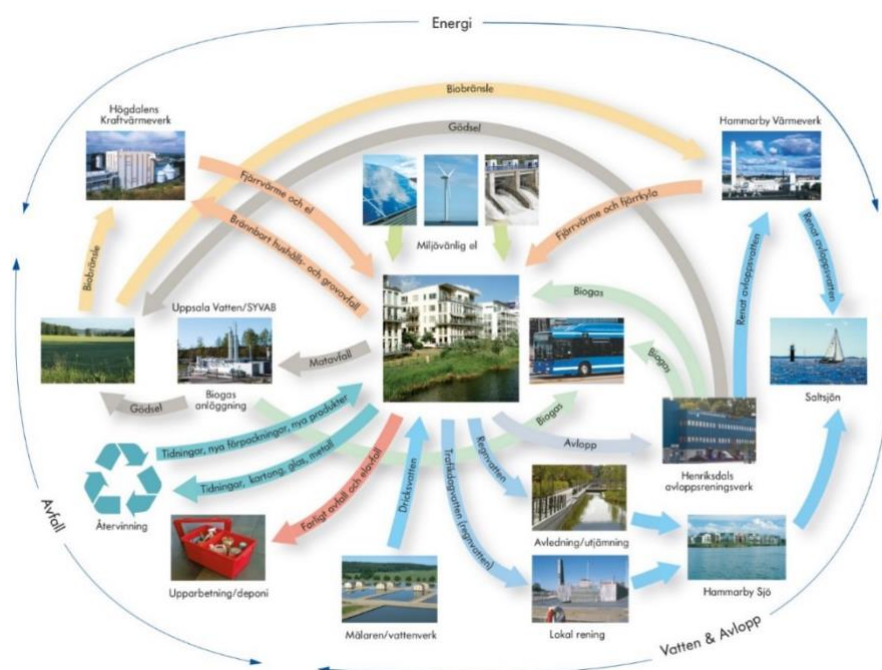 Energi
Biobränsle
Högdalens
Kraftvärmeverk
Hammarby Värmeverk
Gödsel
Fjärrvärme och el
Fjärrvärme och fjärrkyla
Brännbart hushålls- och grovavfall
Miljövänlig el
Renat avloppsvatten
Renat avloppsvatten
Biobränsle
Uppsala Vatten/SYVAB
Biogas
Biogas
Matavfall
Saltsjön
Biogas
anlöggning
Gödsel
Biogas
Regnvatten
Avlopp
Tidningar, nya förpackningar, nya produkter
Tidningar, kartong, glas, metall
Henriksdals
avloppsreningsverk
Farligt avfall och elavfall
Dricksvatten
Trafikdagvatten (regnvatten)
Avfall
Återvinning
Avledning/utjämning
Upparbetning/deponi
Hammarby Sjö
Mälaren/vattenverk
Lokal rening
Vatten & Avlopp